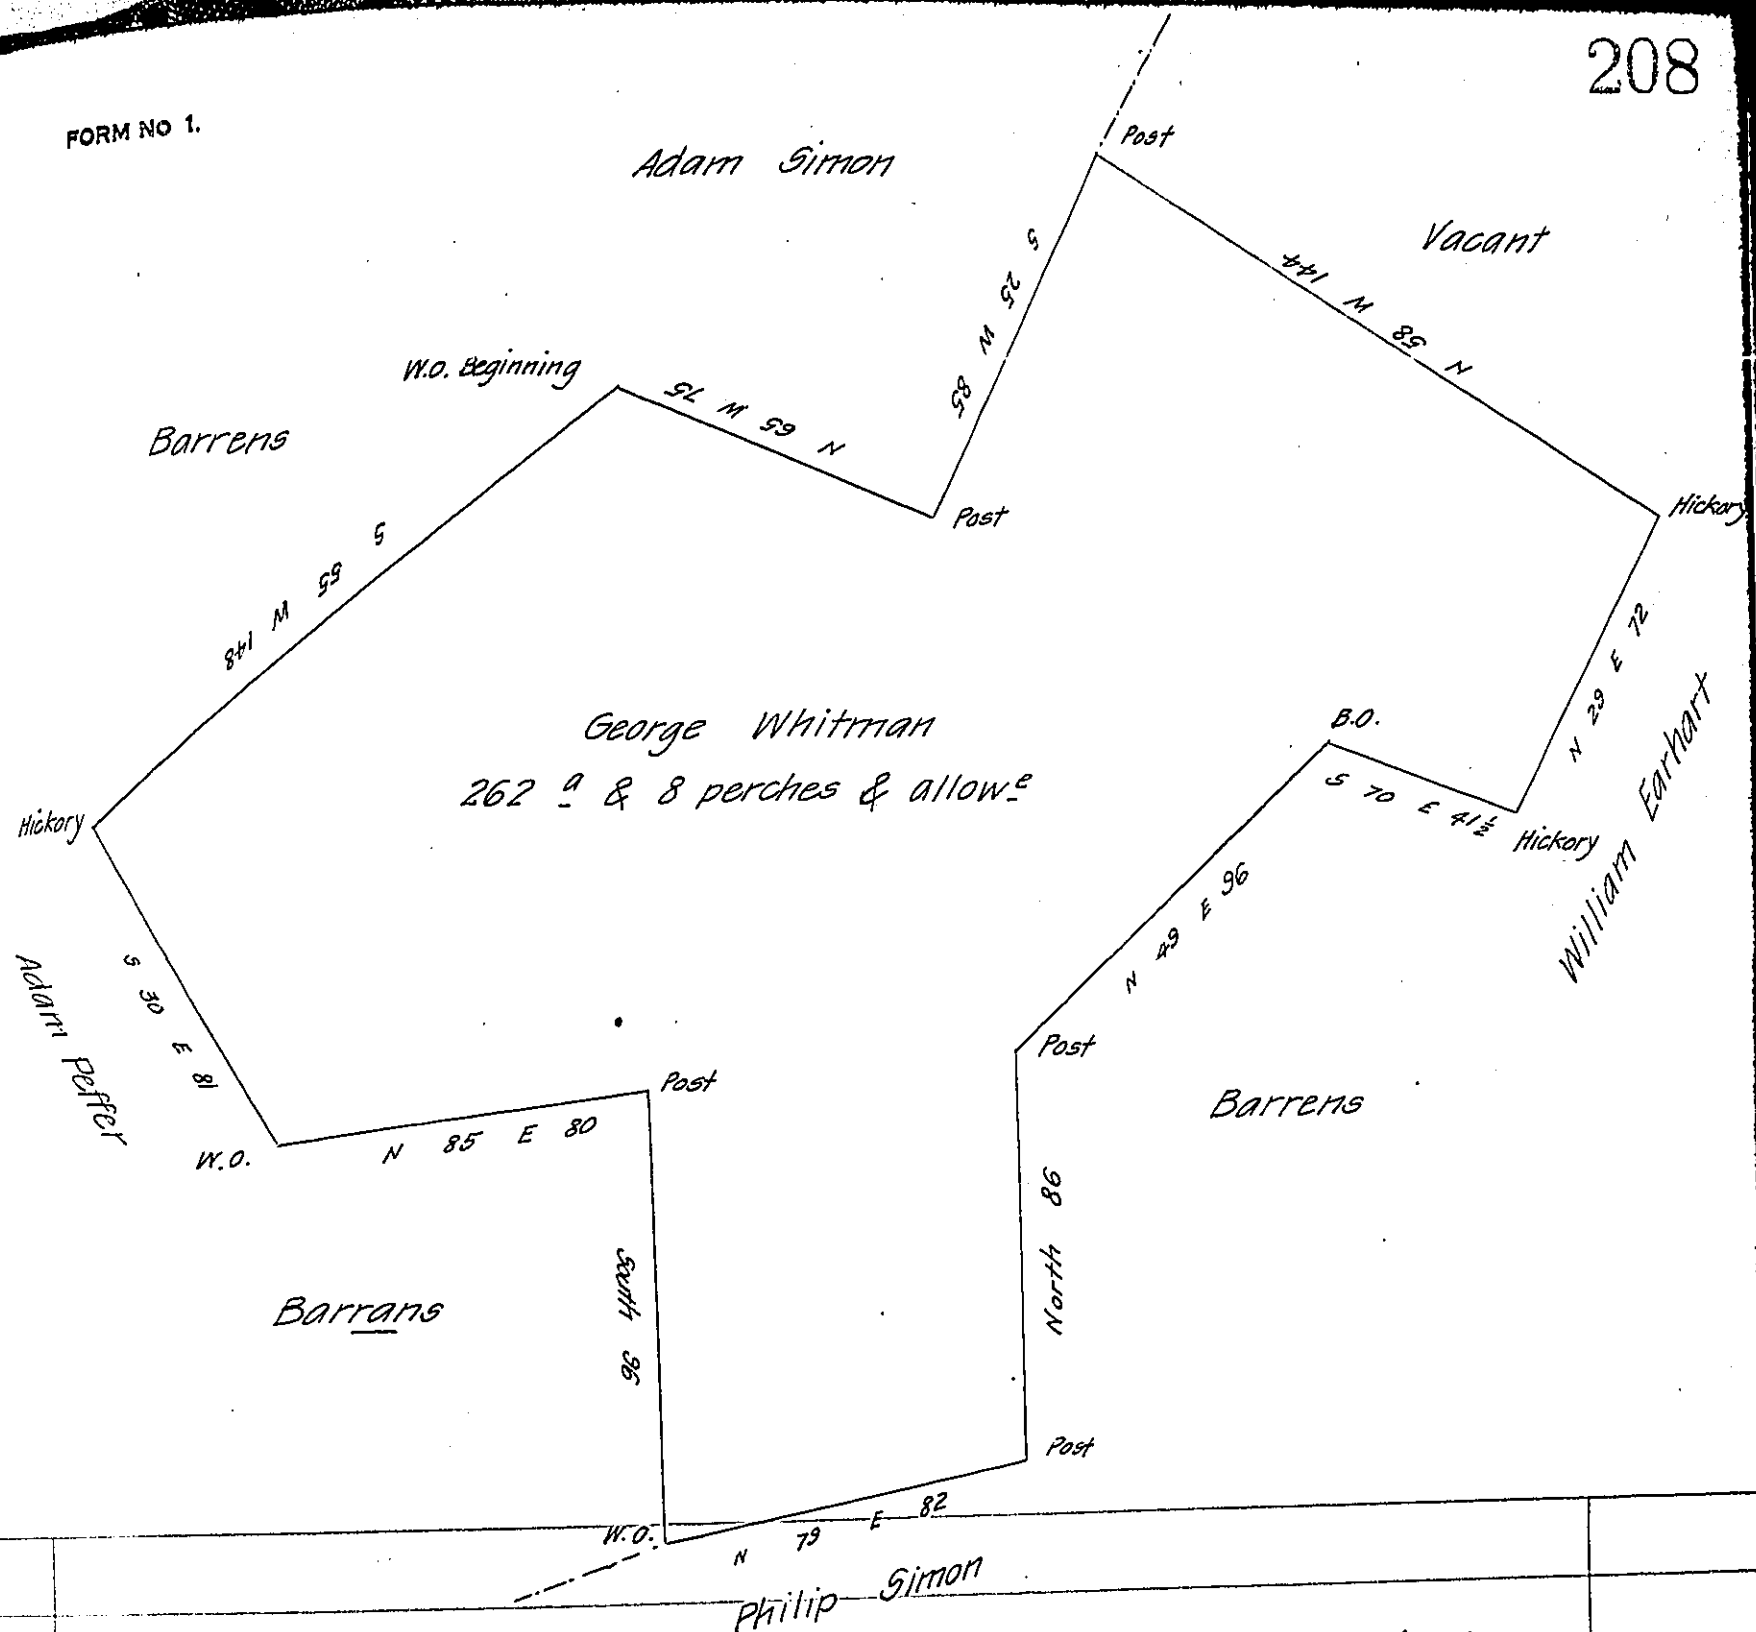 208
FORM NO 1.
Post
Adam Simon
Vacant
S 25 W 85
N 58 W 144
W.O. Beginning
N 65 W 75
Barrens
Post
Hickory
S 55 W 148
N 29 E 72
George Whitman
B.O.
William Earhart
262 a & 8 perches & allowe
S 70 E 41½
Hickory
Hickory
N 49 E 96
Adam Peffer
S 30 E 81
Post
Post
Barrens
N 85 E 80
W.O.
North 86
South 96
Barrans
Post
N 79 E 82
W.O.
Philip Simon